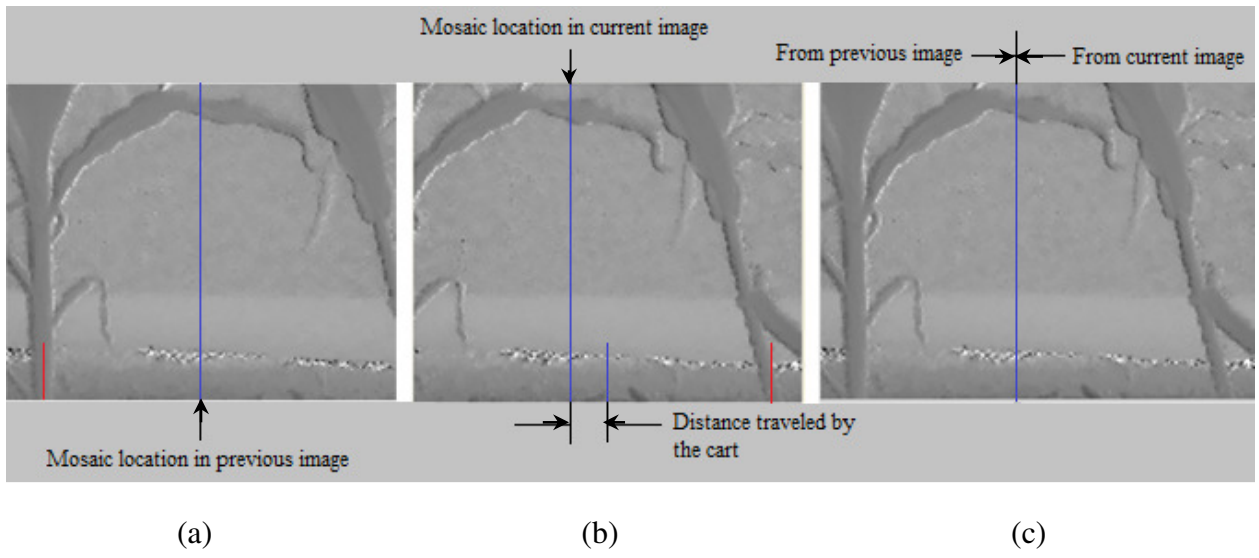 Mosaic location in current image
From previous image
From current image
Mosaic location in previous image
Distance traveled by
the cart
(a)
(b)
(c)